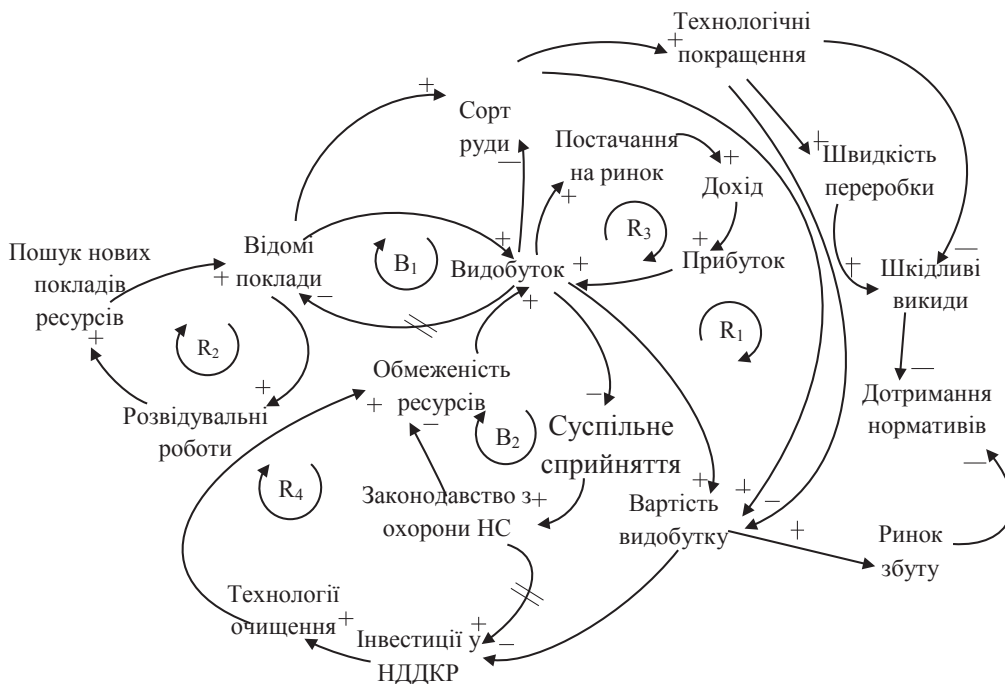 Технологічні
покращення
+
+
Сорт
руди
—
Постачання
на ринок
+
+
Дохід
+
Швидкість
переробки
—
Пошук нових
покладів
ресурсів
+
Відомі
поклади
+
—
B1
+
Видобуток
+
+
R3
+
Прибуток
+
Шкідливі
викиди
R2
R1
+
Розвідувальні
роботи
Обмеженість
ресурсів
+
—
B2
—
Суспільне
сприйняття
—
Дотримання
нормативів
—
R4
Законодавство з
охорони НС
+
+
+
—
Вартість
видобутку
+
Ринок
збуту
Технології
очищення
+
Інвестиції у
НДДКР
+
—